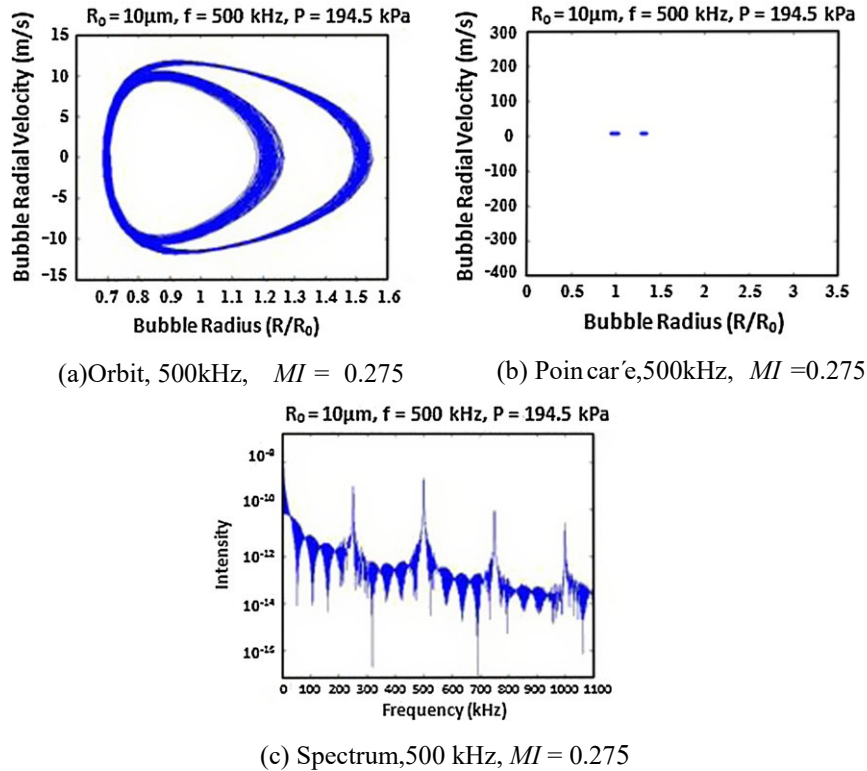 R₀ = 10μm, f = 500 kHz, P = 194.5 kPa
Bubble Radial Velocity (m/s)
15
10
5
0
−5
−10
−15
0.7 0.8 0.9 1 1.1 1.2 1.3 1.4 1.5 1.6
Bubble Radius (R/R₀)
(a)Orbit, 500kHz, MI = 0.275
R₀ = 10μm, f = 500 kHz, P = 194.5 kPa
Bubble Radial Velocity (m/s)
300
200
100
0
−100
−200
−300
−400
0 0.5 1 1.5 2 2.5 3 3.5
Bubble Radius (R/R₀)
(b) Poin car´e,500kHz, MI =0.275
R₀ = 10μm, f = 500 kHz, P = 194.5 kPa
Intensity
10⁻⁸
10⁻¹⁰
10⁻¹²
10⁻¹⁴
10⁻¹⁶
0 100 200 300 400 500 600 700 800 900 1000 1100
Frequency (kHz)
(c) Spectrum,500 kHz, MI = 0.275